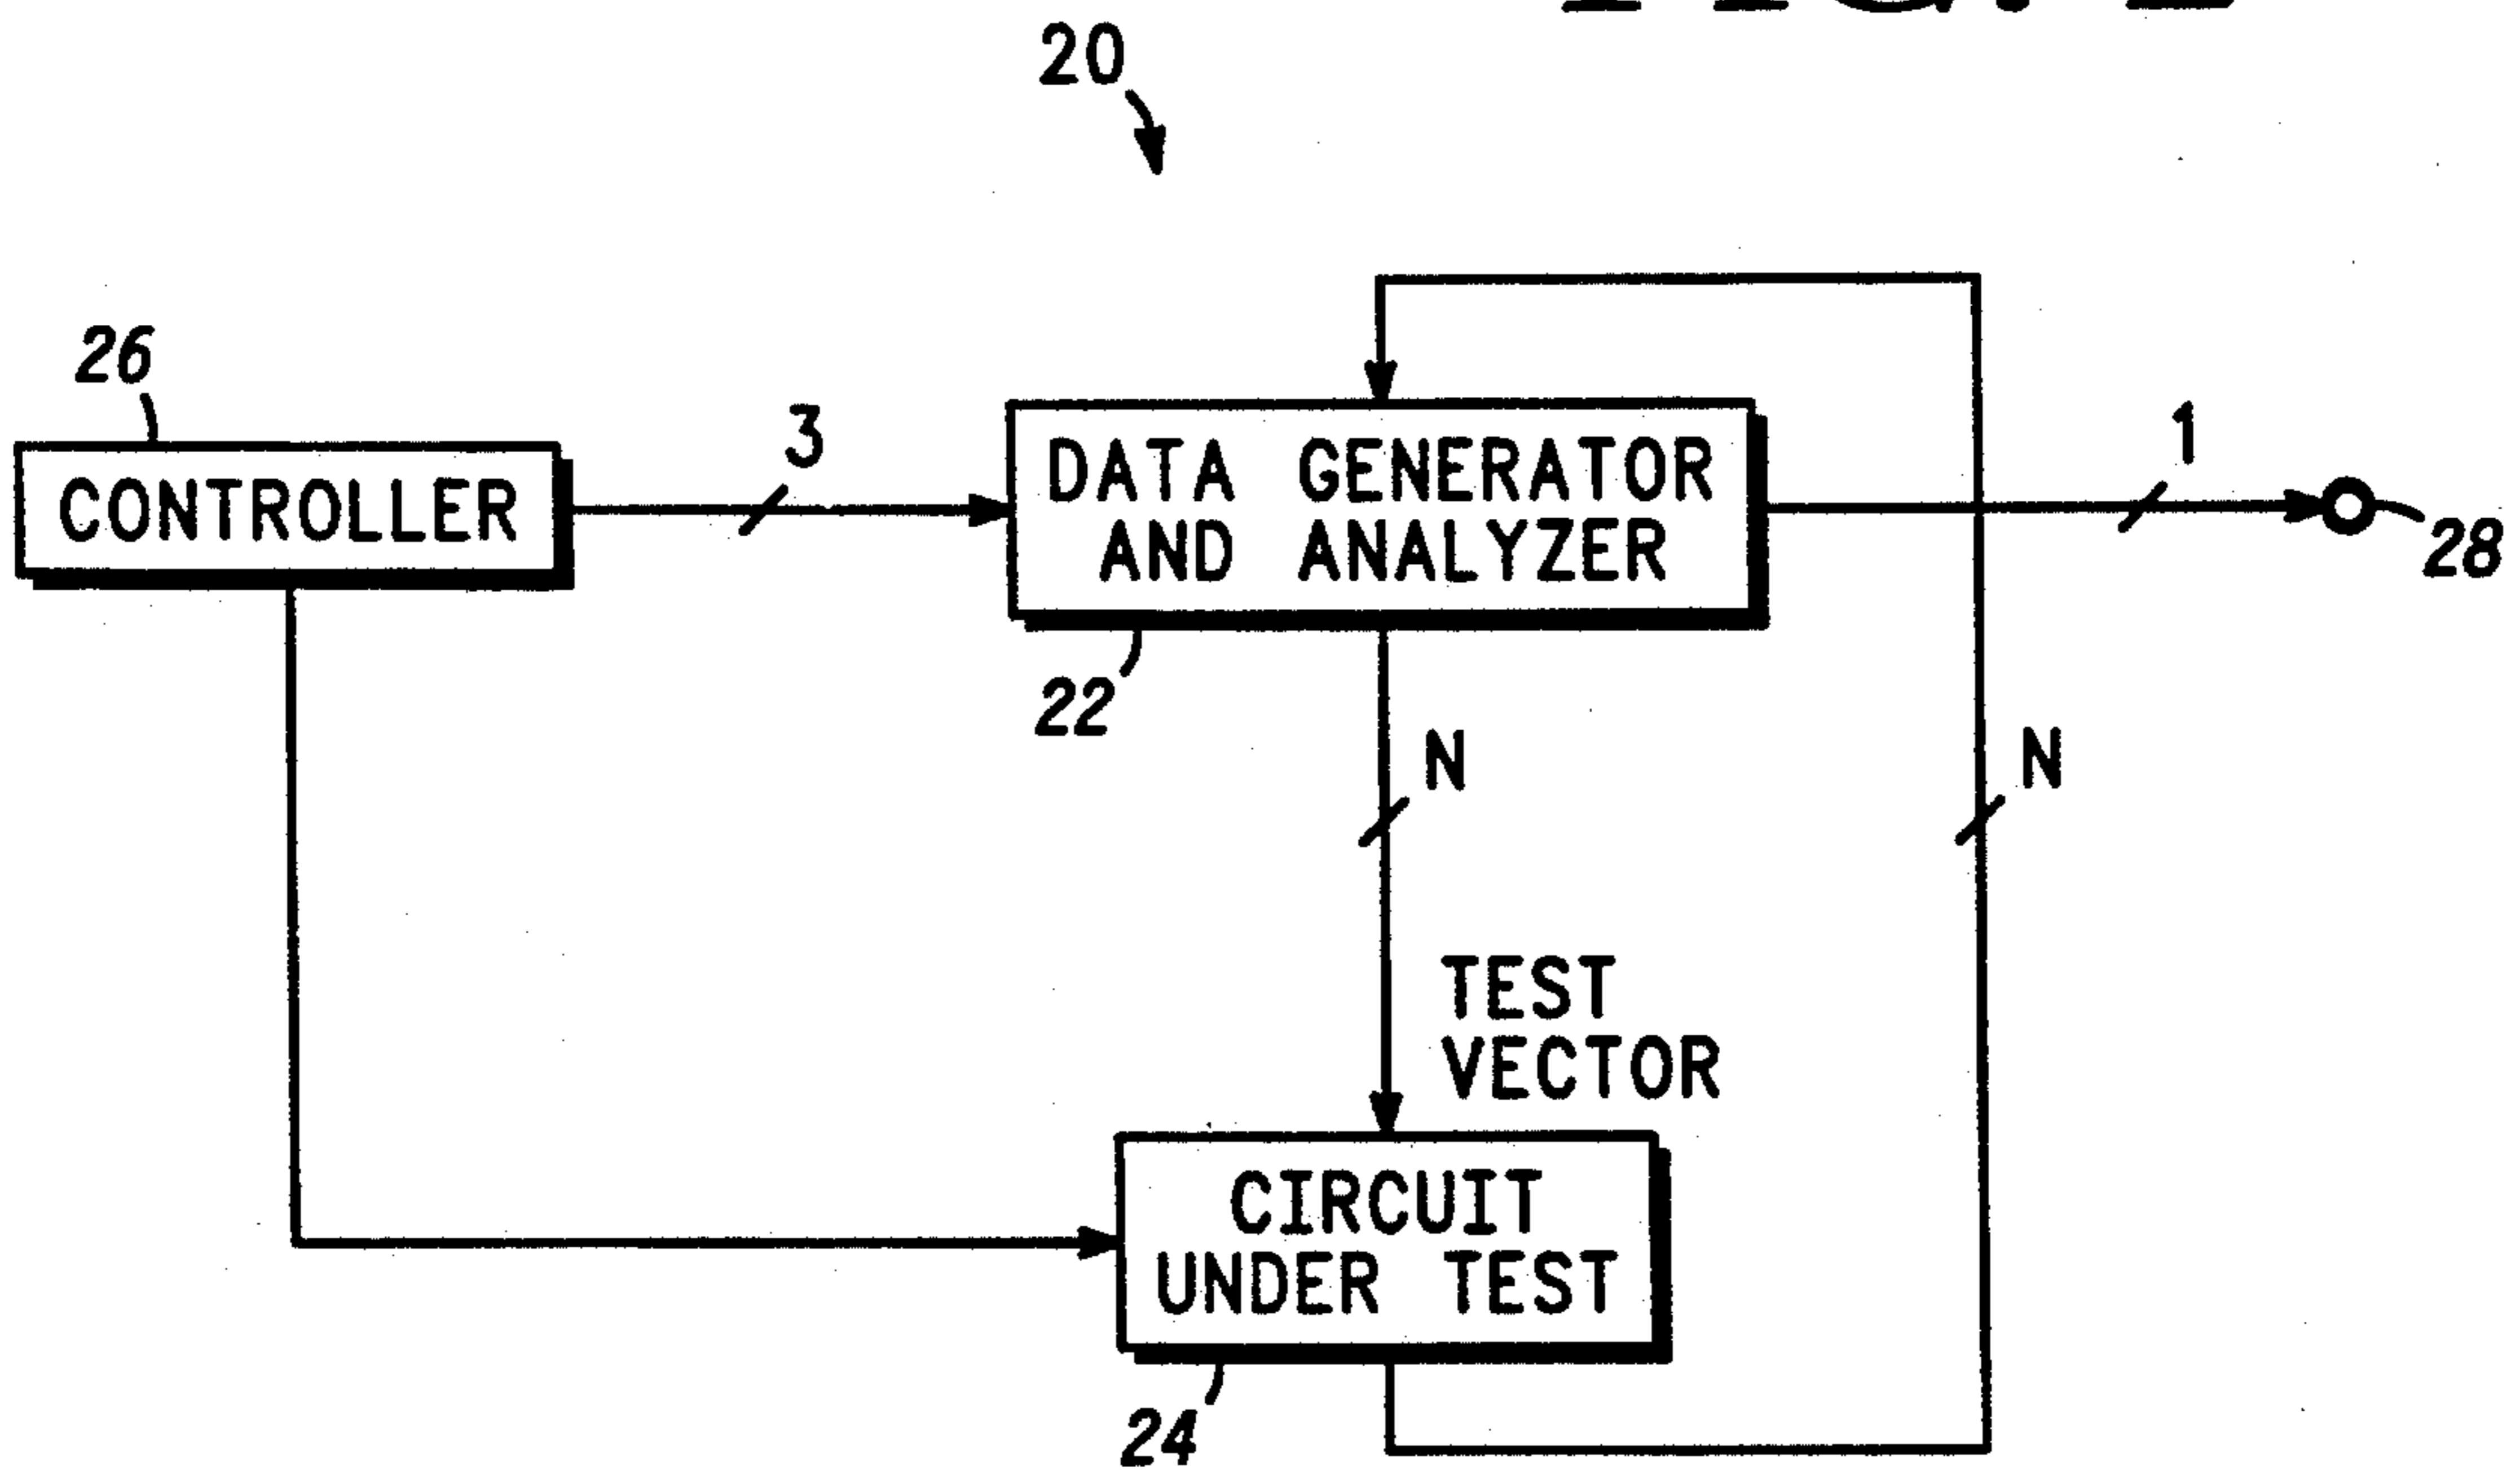 20
26
3
1
CONTROLLER
DATA GENERATOR
AND ANALYZER
28
22
N
N
TEST
VECTOR
CIRCUIT
UNDER TEST
24